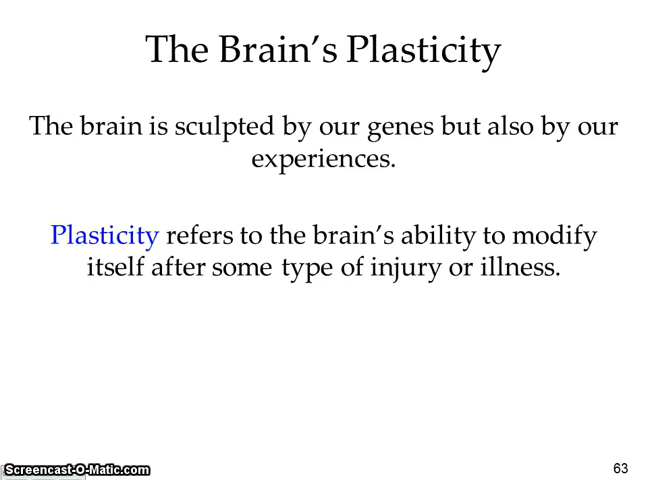 The Brain’s Plasticity
The brain is sculpted by our genes but also by our
experiences.
Plasticity refers to the brain’s ability to modify
itself after some type of injury or illness.
Screencast-O-Matic.com
63